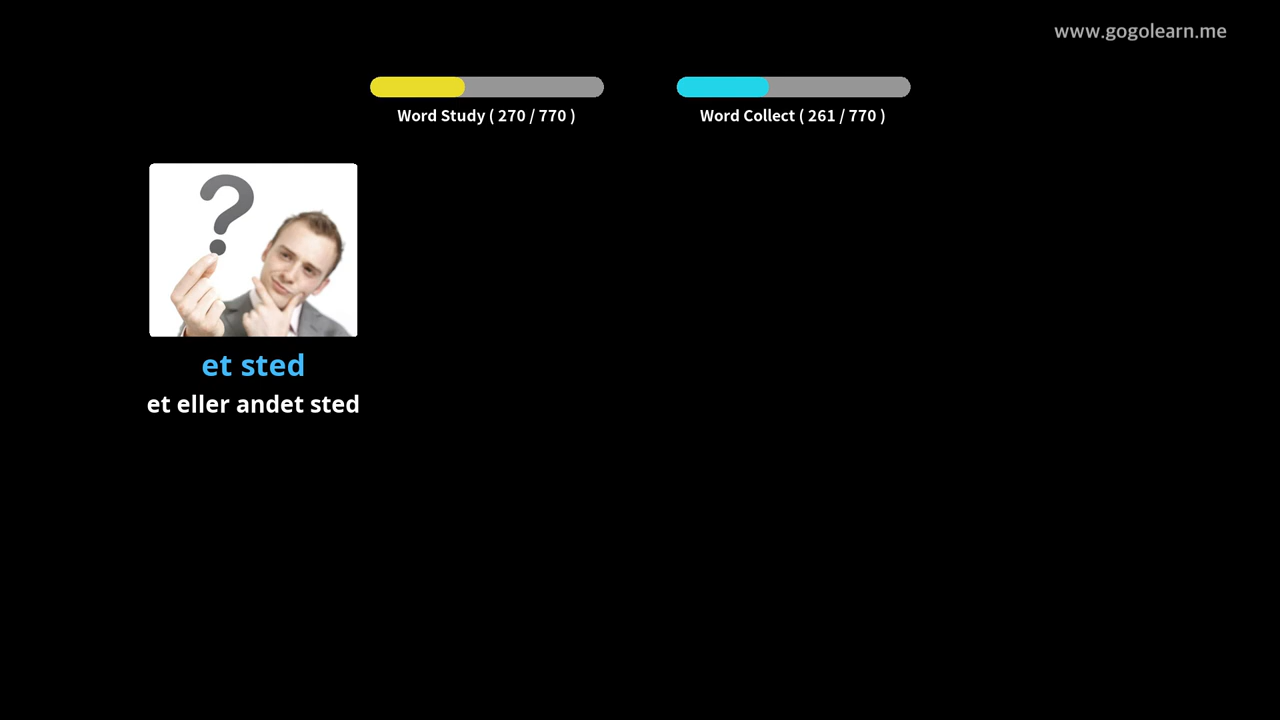 www.gogolearn.me
Word Study ( 270 / 770 )
Word Collect ( 261 / 770 )
?
et sted
et eller andet sted